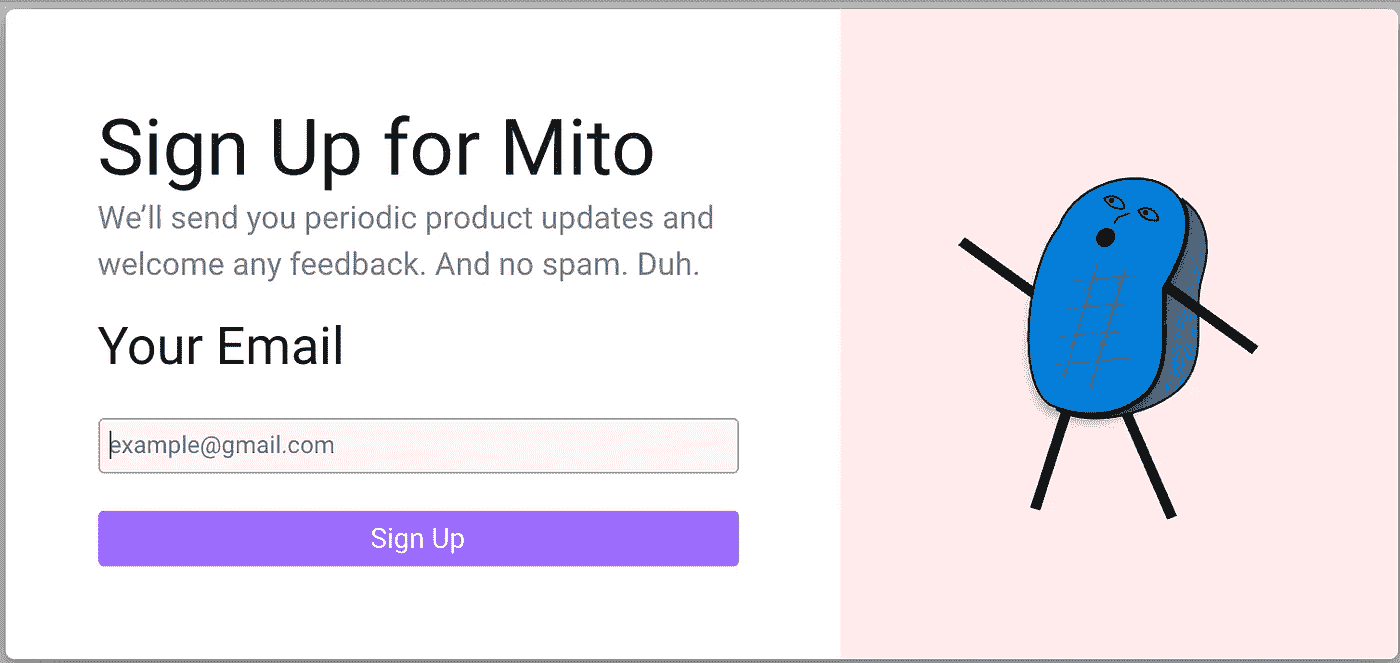 Sign Up for Mito
We’ll send you periodic product updates and
welcome any feedback. And no spam. Duh.
Your Email
example@gmail.com
Sign Up